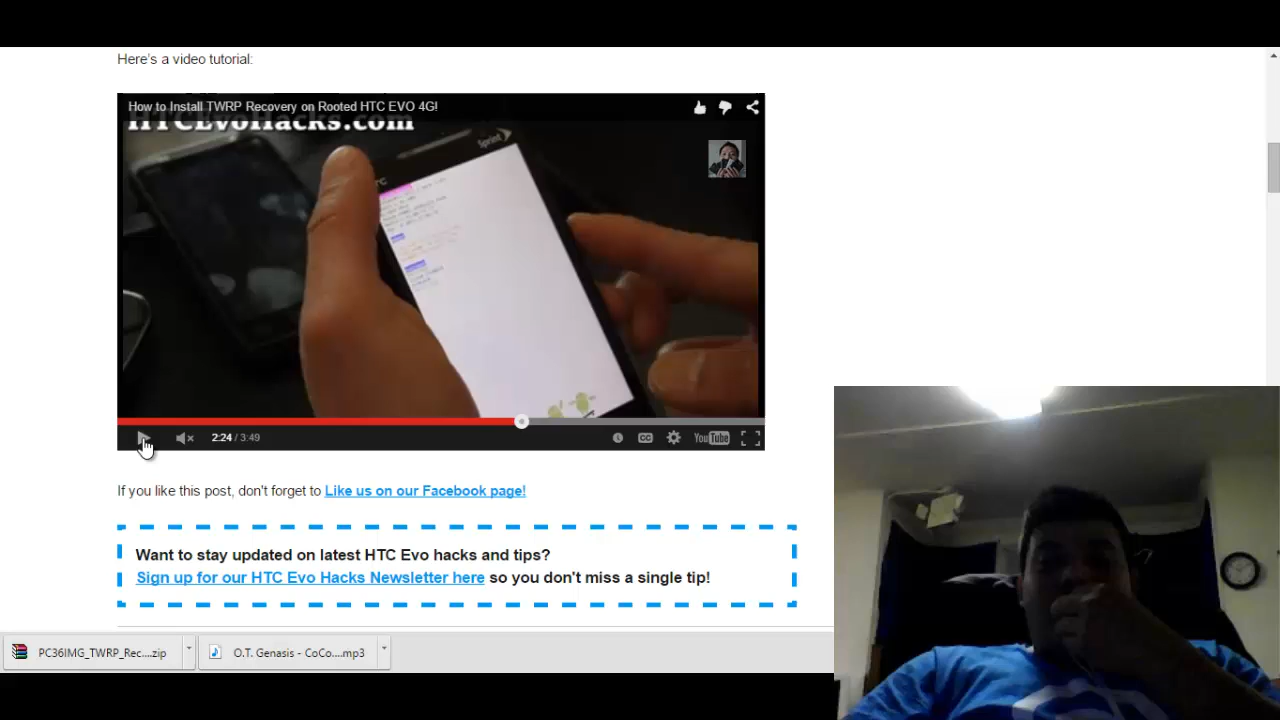 Here's a video tutorial:
How to Install TWRP Recovery on Rooted HTC EVO 4G!
HTCEvoHacks.com
Sprint
2:24 / 3:49
CC
YouTube
If you like this post, don't forget to Like us on our Facebook page!
Want to stay updated on latest HTC Evo hacks and tips?
Sign up for our HTC Evo Hacks Newsletter here so you don't miss a single tip!
PC36IMG_TWRP_Rec....zip
O.T. Genasis - CoCo....mp3